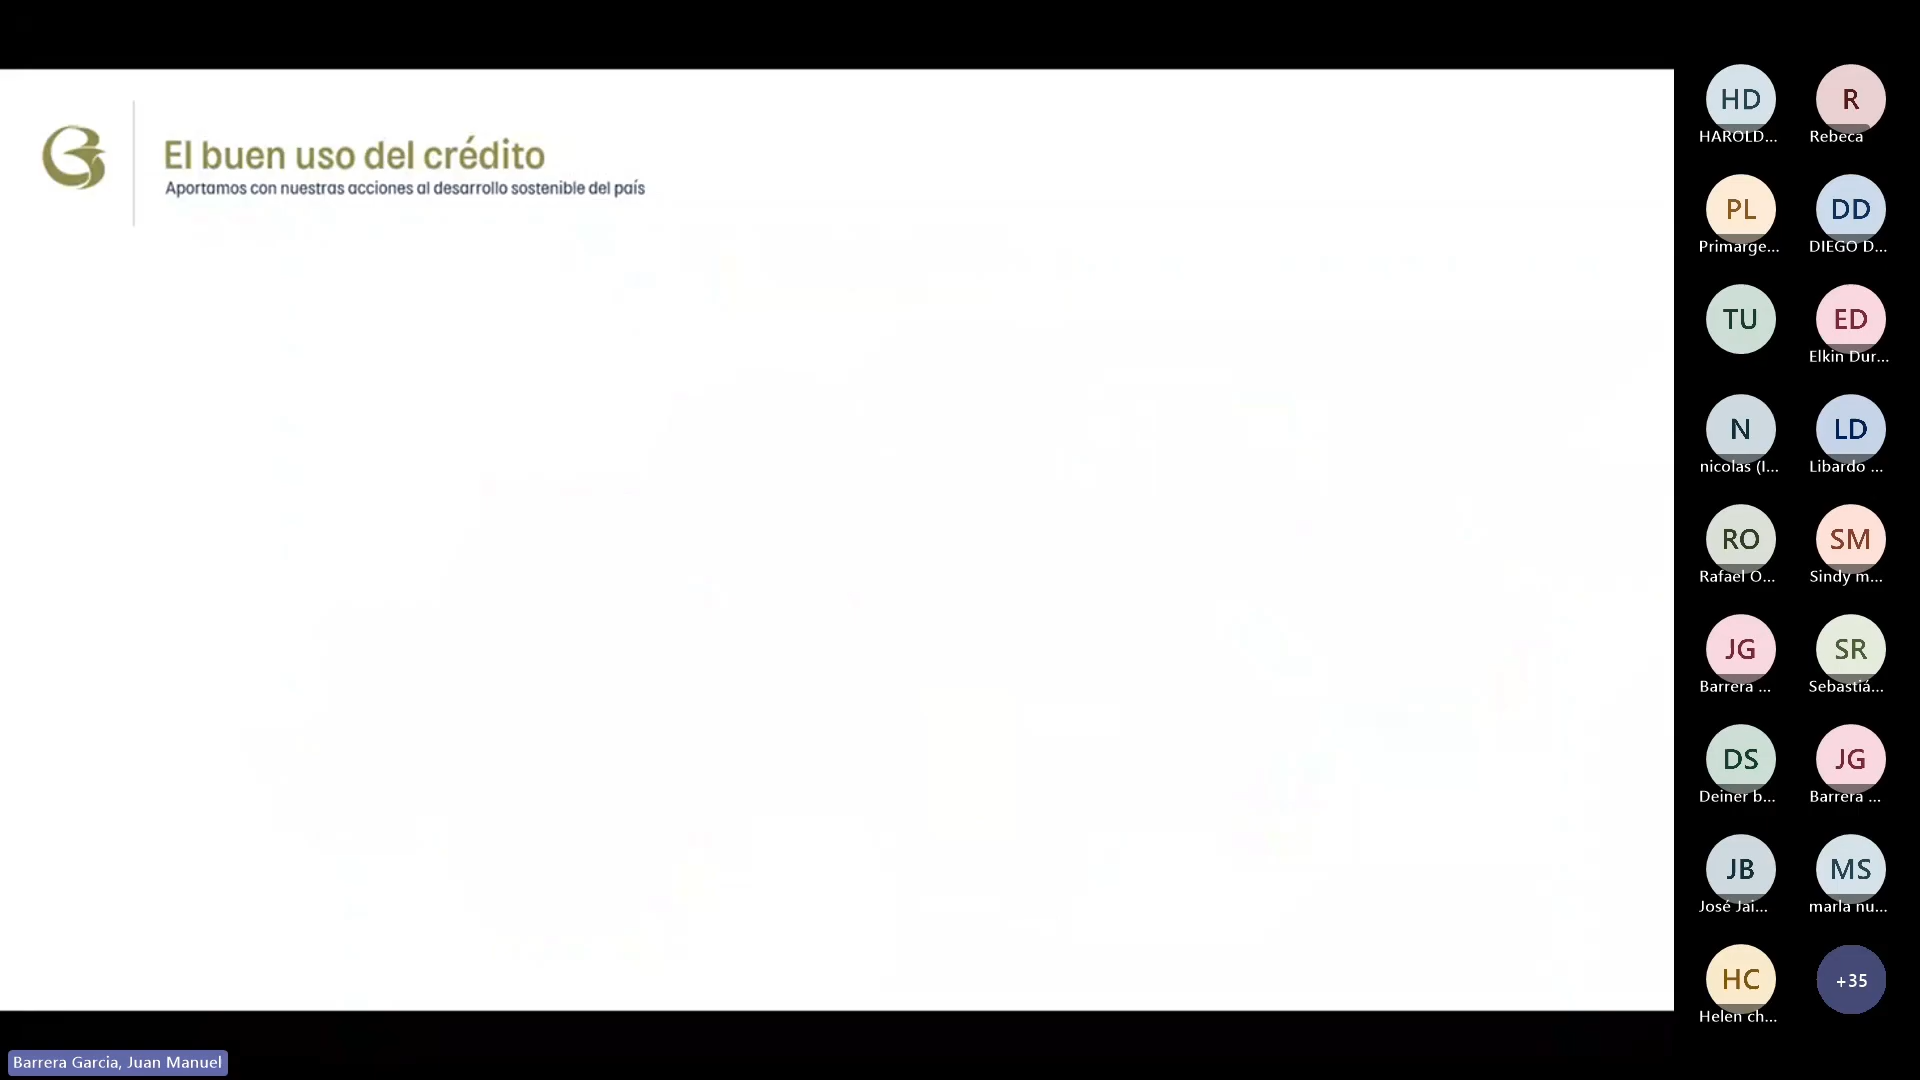 El buen uso del crédito
Aportamos con nuestras acciones al desarrollo sostenible del país
HD
HAROLD...
R
Rebeca
PL
Primarge...
DD
DIEGO D...
TU
ED
Elkin Dur...
N
nicolas (I...
LD
Libardo ...
RO
Rafael O...
SM
Sindy m...
JG
Barrera ...
SR
Sebastiá...
DS
Deiner b...
JG
Barrera ...
JB
José Jai...
MS
marla nu...
HC
Helen ch...
+35
Barrera Garcia, Juan Manuel